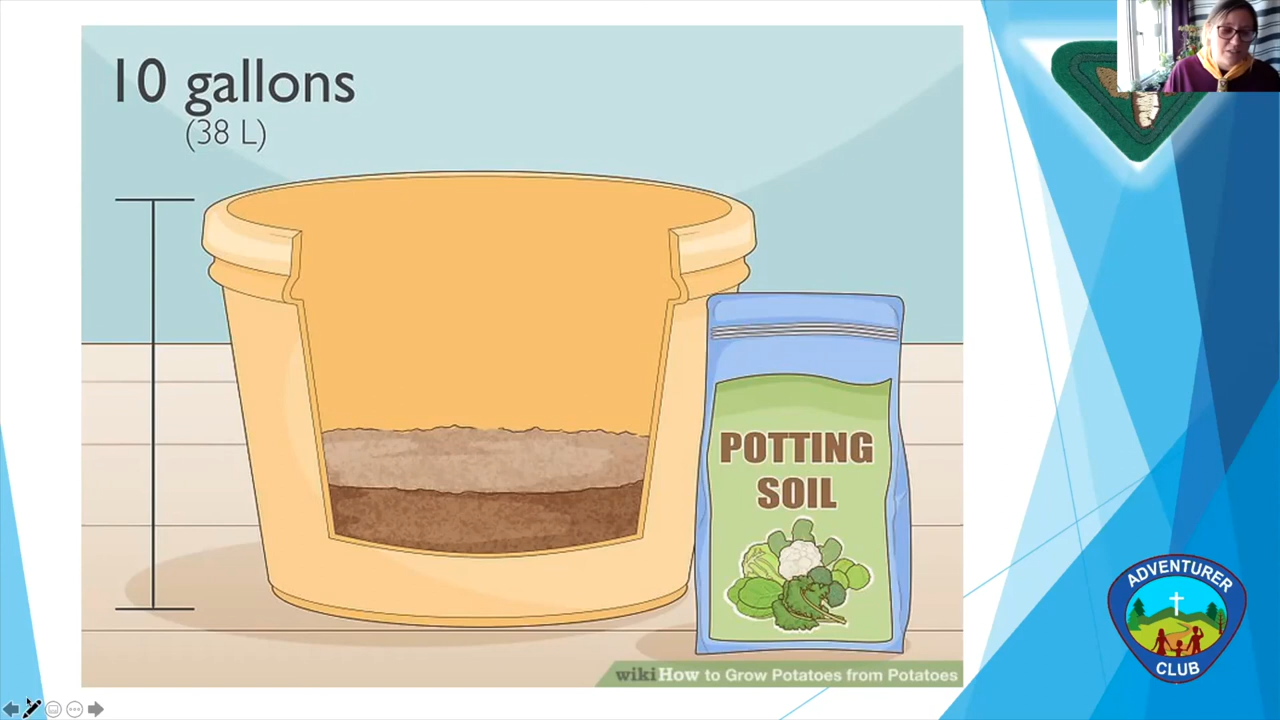 10 gallons
(38 L)
POTTING
SOIL
wikiHow to Grow Potatoes from Potatoes
ADVENTURER
CLUB